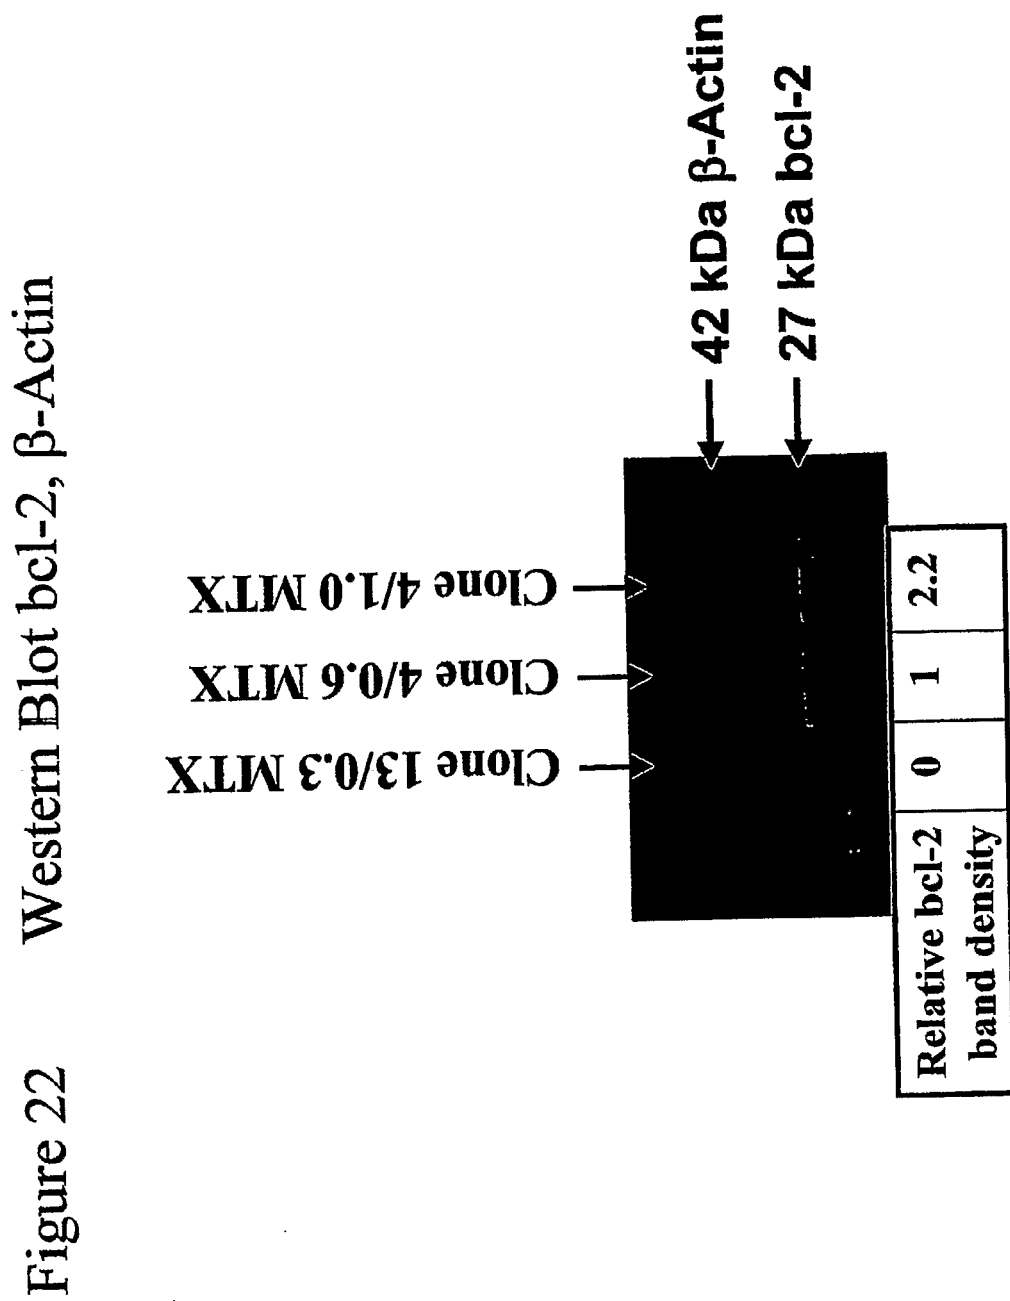 Figure 22 Western Blot bcl-2, β-Actin
Clone 13/0.3 MTX
Clone 4/0.6 MTX
Clone 4/1.0 MTX
42 kDa β-Actin
27 kDa bcl-2
Relative bcl-2 0 1 2.2
band density